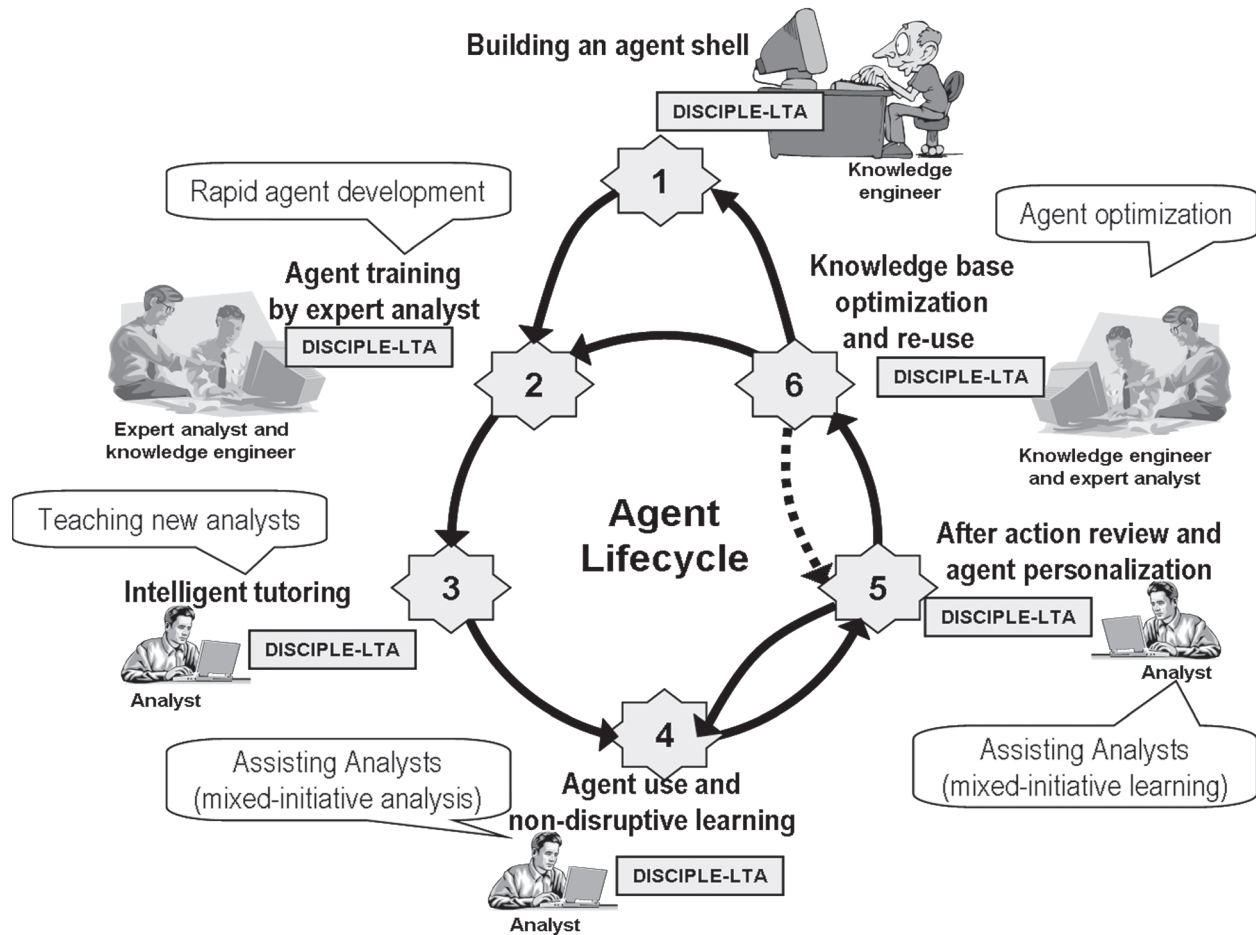 Building an agent shell
DISCIPLE-LTA
Knowledge
engineer
1
Rapid agent development
Agent training
by expert analyst
DISCIPLE-LTA
Expert analyst and
knowledge engineer
2
Agent optimization
Knowledge base
optimization
and re-use
DISCIPLE-LTA
Knowledge engineer
and expert analyst
6
Agent
Lifecycle
Teaching new analysts
Intelligent tutoring
DISCIPLE-LTA
Analyst
3
After action review and
agent personalization
DISCIPLE-LTA
Analyst
5
Assisting Analysts
(mixed-initiative learning)
4
Assisting Analysts
(mixed-initiative analysis)
Agent use and
non-disruptive learning
DISCIPLE-LTA
Analyst